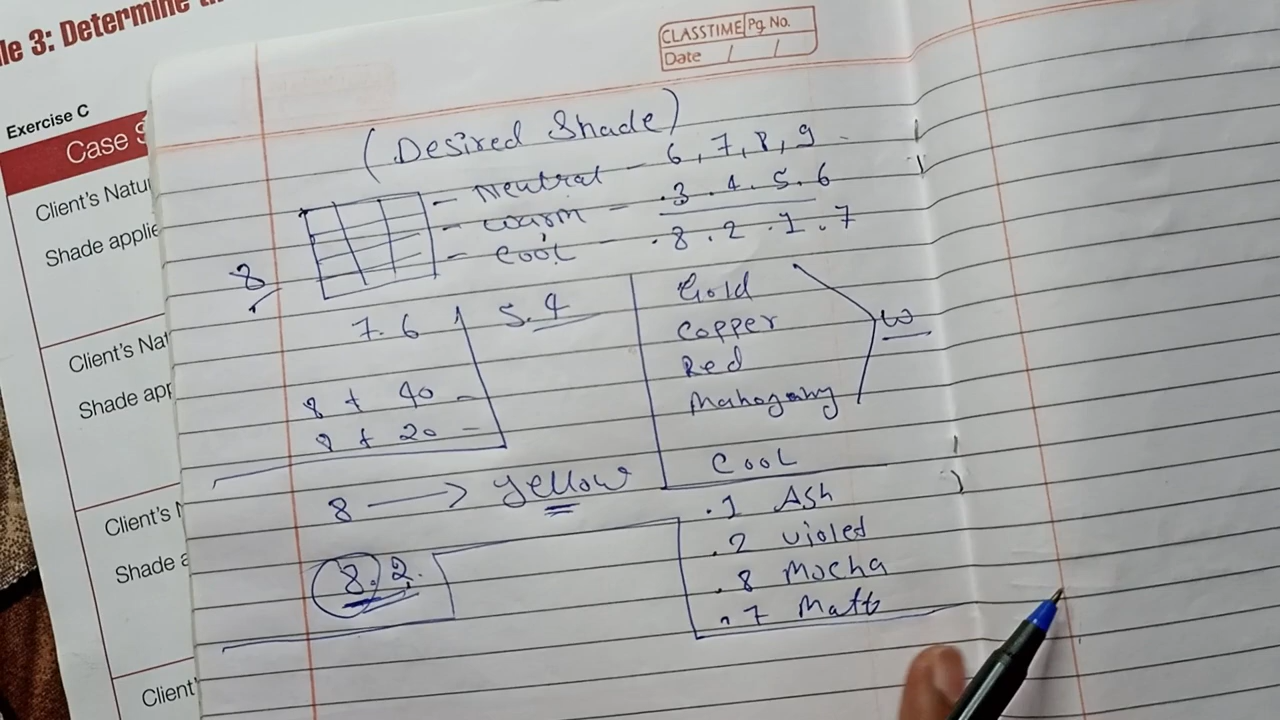 le 3: Determine
Exercise C
Case
Client's Natu
Shade applie
Client's Nat
Shade app
Client's N
Shade a
Client'
CLASSTIME Pg. No.
Date / /
(Desired Shade)
- Neutral - 6, 7, 8, 9
- warm - .3 .4 .5 .6
- cool - .8 .2 .1 .7
8
7.6
5.4
8 + 40 -
8 + 20 -
8 → yellow
8.2.
Gold
Copper
Red
Mahogany
W
Cool
.1 Ash
.2 violed
.8 Mocha
.7 Matt